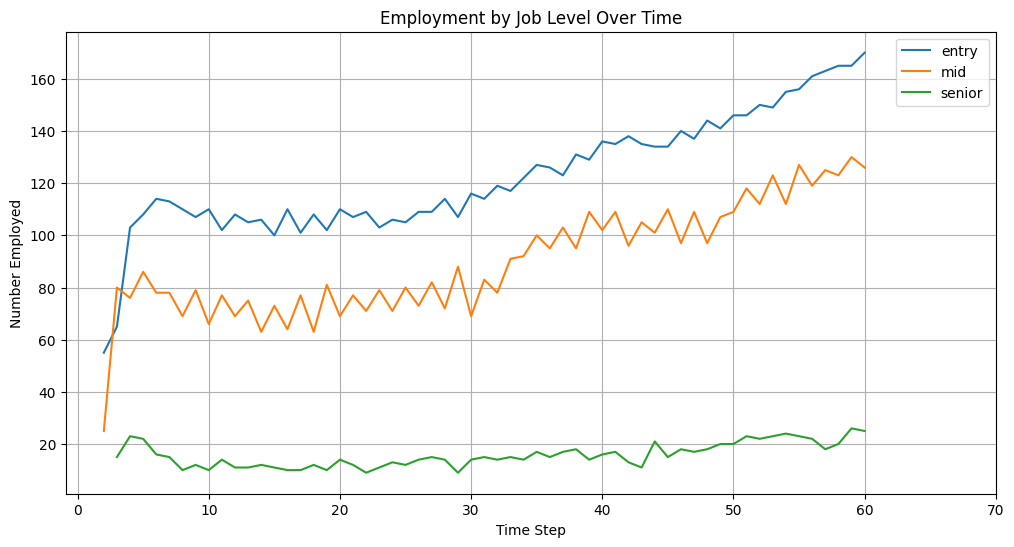 Employment by Job Level Over Time
entry
mid
senior
Number Employed
160
140
120
100
80
60
40
20
0 10 20 30 40 50 60 70
Time Step